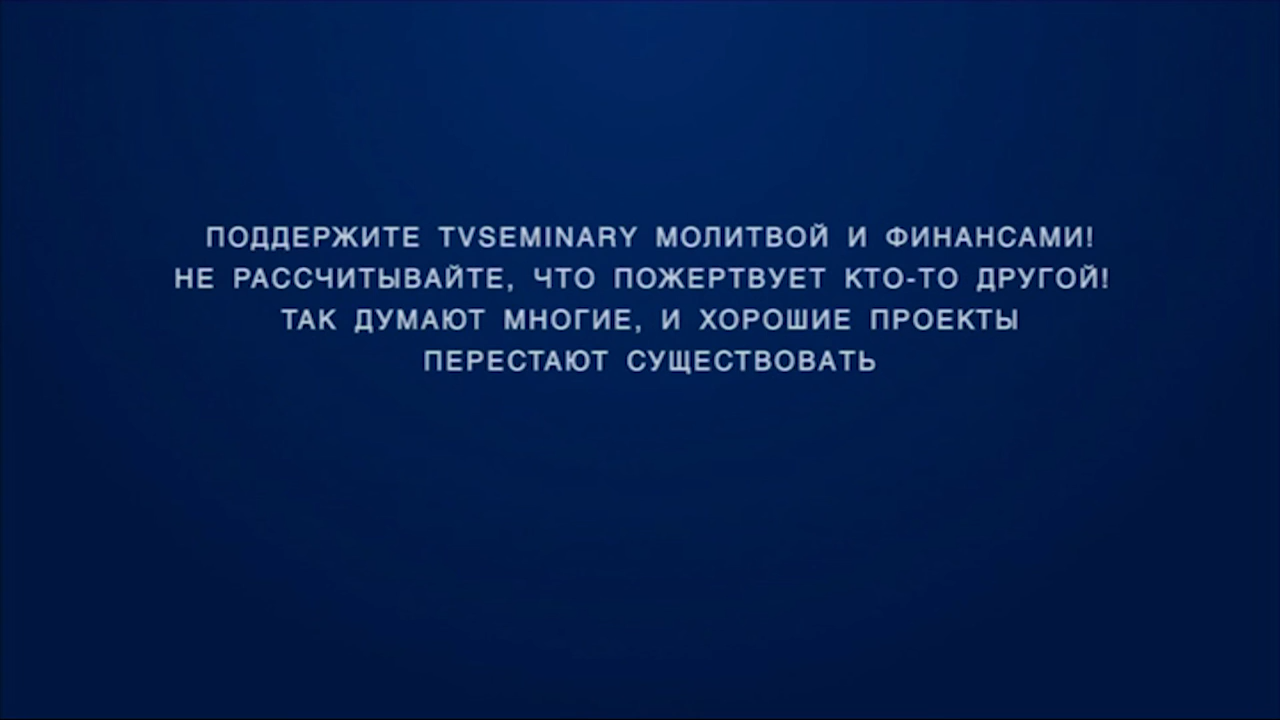 ПОДДЕРЖИТЕ TVSEMINARY МОЛИТВОЙ И ФИНАНСАМИ!
НЕ РАССЧИТЫВАЙТЕ, ЧТО ПОЖЕРТВУЕТ КТО-ТО ДРУГОЙ!
ТАК ДУМАЮТ МНОГИЕ, И ХОРОШИЕ ПРОЕКТЫ
ПЕРЕСТАЮТ СУЩЕСТВОВАТЬ